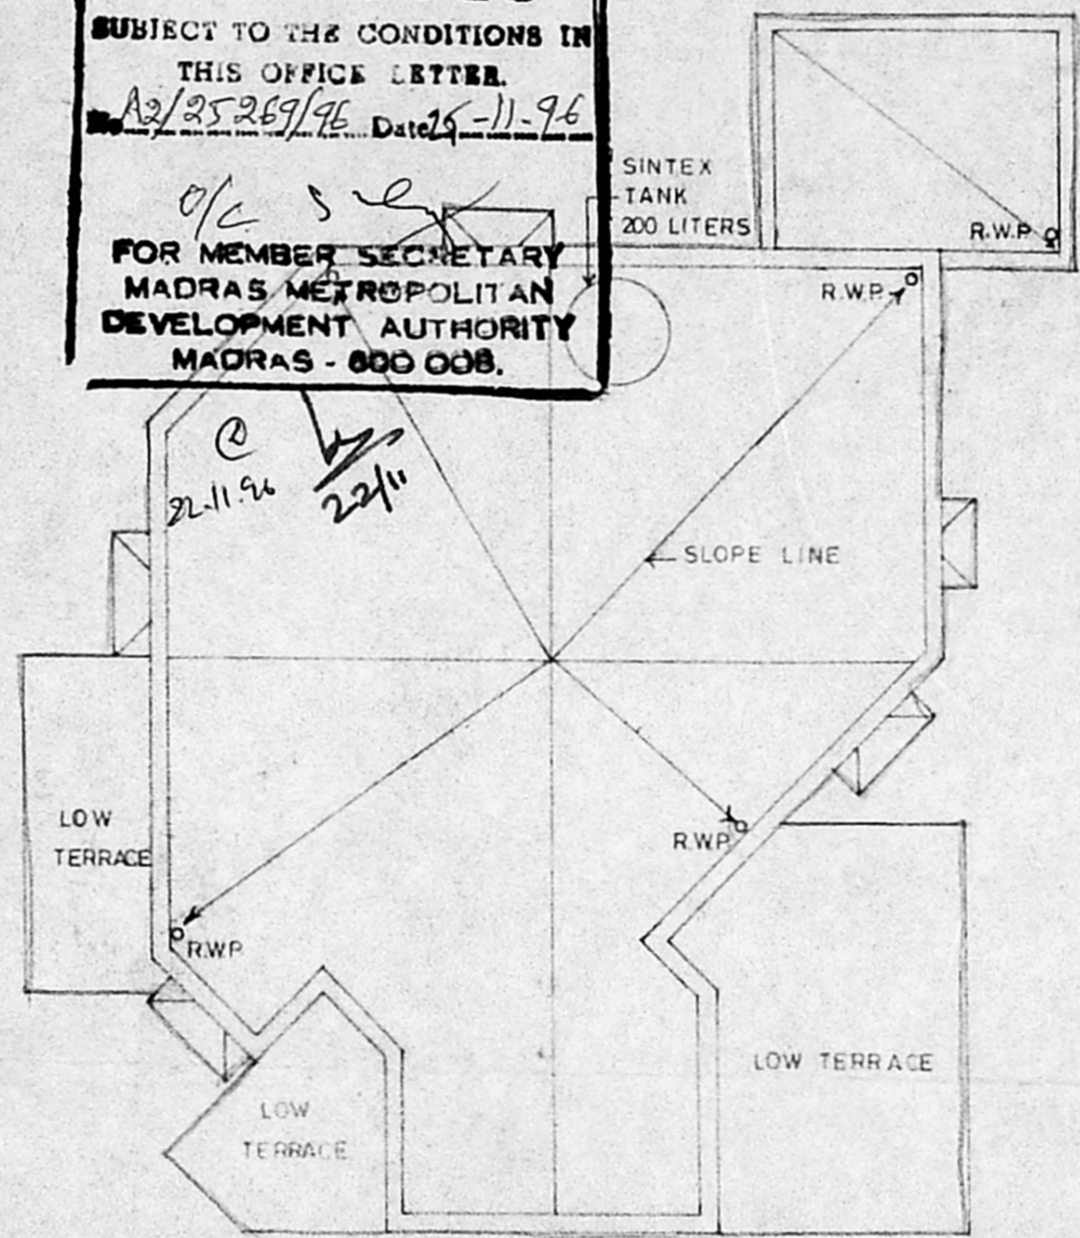 SUBJECT TO THE CONDITIONS IN
THIS OFFICE LETTER.
No A2/25269/96 Date 25-11-96
O/C
FOR MEMBER SECRETARY
MADRAS METROPOLITAN
DEVELOPMENT AUTHORITY
MADRAS - 600 008.
22.11.96
22/11
SINTEX
TANK
200 LITERS
R.W.P.
R.W.P.
SLOPE LINE
LOW
TERRACE
R.W.P.
R.W.P.
LOW TERRACE
LOW
TERRACE